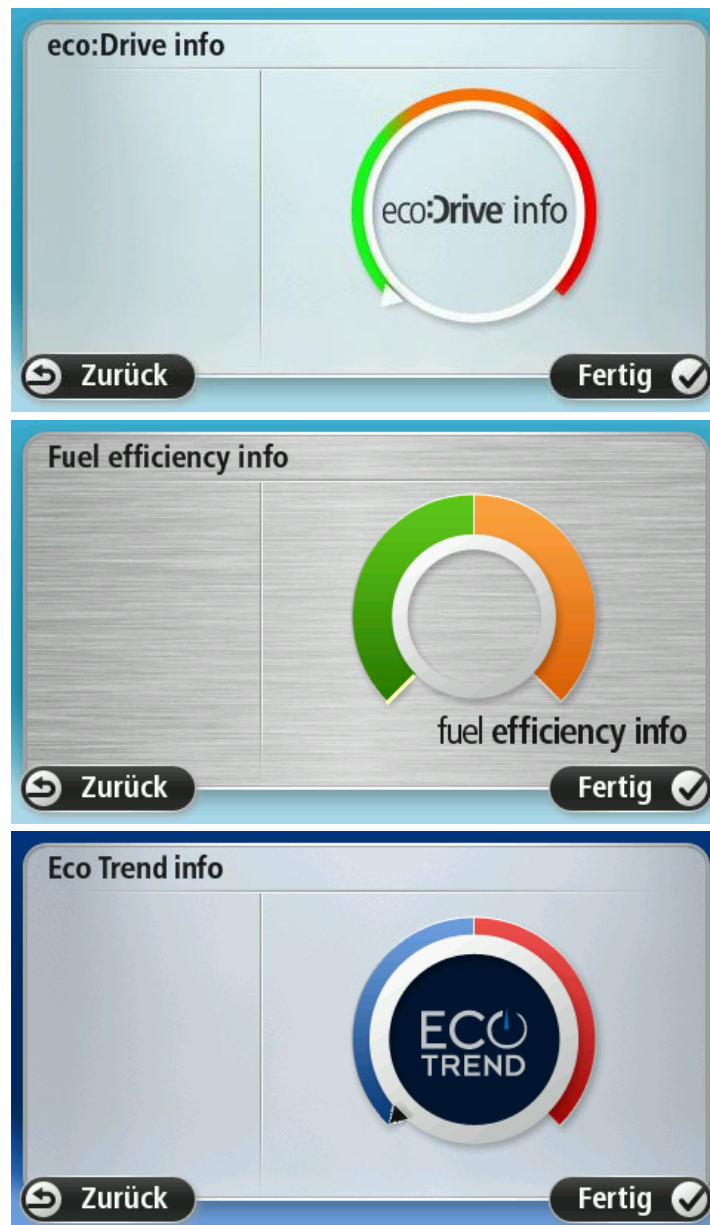 eco:Drive info
eco:Drive info
Zurück
Fertig
Fuel efficiency info
fuel efficiency info
Zurück
Fertig
Eco Trend info
ECO
TREND
Zurück
Fertig